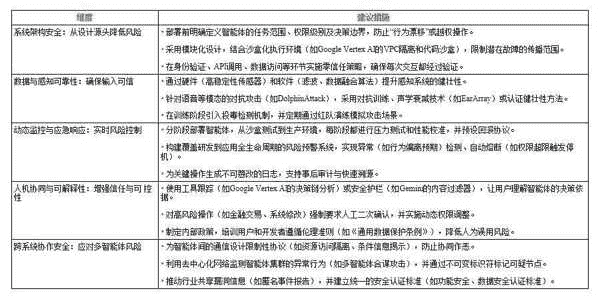 维度 建议措施
系统架构安全：从设计源头降低风险
·部署前明确定义智能体的任务范围、权限级别及决策边界，防止“行为漂移”或越权操作。
·采用模块化设计，结合沙盒化执行环境（如Google Vertex AI的VPC隔离和代码沙盒），限制潜在故障的传播范围。
·在身份验证、API调用、数据访问等环节实施零信任策略，确保每次交互都经过验证。
数据与感知可靠性：确保输入可信
·通过硬件（高稳定性传感器）和软件（滤波、数据融合算法）提升感知系统的健壮性。
·针对语音等模态的对抗攻击（如DolphinAttack），采用对抗训练、声学衰减技术（如EarArray）或认证健壮性方法。
·在训练阶段引入投毒检测机制，并定期通过红队演练模拟攻击场景。
动态监控与应急响应：实时风险控制
·分阶段部署智能体，从沙盒测试到生产环境，每阶段都进行压力测试和性能校准，并预设回滚协议。
·构建覆盖研发到应用全生命周期的风险预警系统，实现异常（如行为偏离预期）检测、自动熔断（如权限超限触发停
机）。
·为关键操作生成不可篡改的日志，支持事后审计与快速溯源。
人机协同与可解释性：增强信任与可控
性
·使用工具跟踪（如Google Vertex AI的决策链分析）或安全护栏（如Gemini的内容过滤器），让用户理解智能体的决策依
据。
·对高风险操作（如金融交易、系统修改）强制要求人工二次确认，并实施动态权限调整。
·制定内部政策，培训用户和开发者遵循伦理准则（如《通用数据保护条例》），降低人为误用风险。
跨系统协作安全：应对多智能体风险
·为智能体间的通信设计限制性协议（如资源访问隔离、条件信息揭示），防止协同作恶。
·利用去中心化网络监测智能体集群的异常行为（如多智能体合谋攻击），并通过不可变标识符标记可疑节点。
·推动行业共享漏洞信息（如匿名事件报告），并建立统一的安全认证标准（如功能安全、数据安全认证标准）。